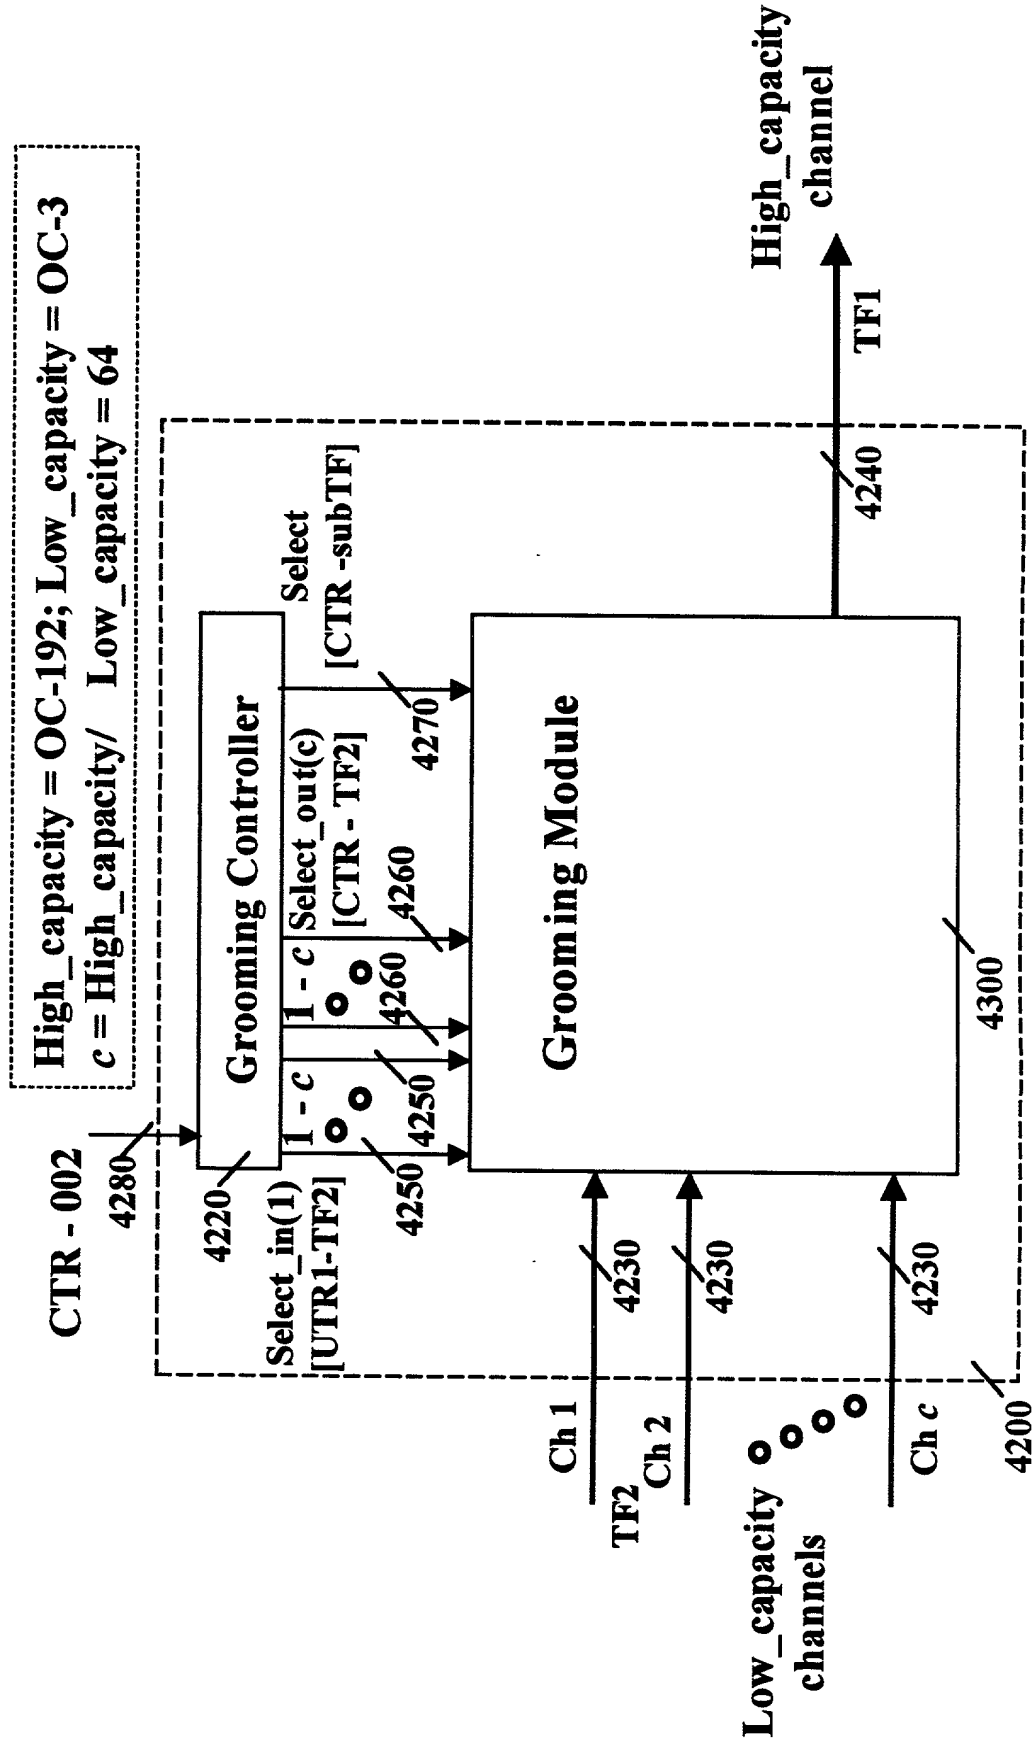 High_capacity = OC-192; Low_capacity = OC-3
c = High_capacity/ Low_capacity = 64
CTR - 002
4280
4220
Grooming Controller
Select_in(1)
[UTR1-TF2]
1 - c
4250
4250
1 - c
4260
4260
Select_out(c)
[CTR - TF2]
Select
[CTR -subTF]
4270
Grooming Module
4300
Ch 1
TF2
Ch 2
Ch c
4230
4230
4230
Low_capacity
channels
4200
4240
TF1
High_capacity
channel